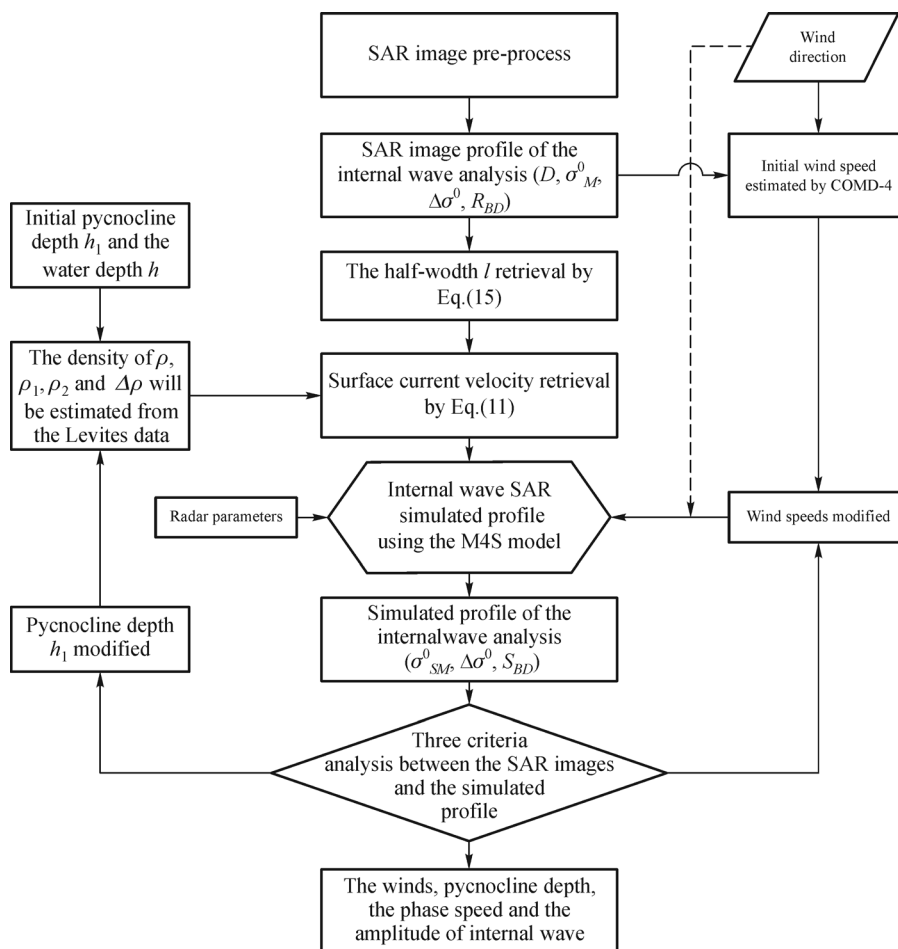 SAR image pre-process
Wind
direction
SAR image profile of the
internal wave analysis (D, σ⁰_M,
Δσ⁰, R_BD)
Initial wind speed
estimated by COMD-4
Initial pycnocline
depth h₁ and the
water depth h
The half-wodth l retrieval by
Eq.(15)
The density of ρ,
ρ₁, ρ₂ and Δρ will
be estimated from
the Levites data
Surface current velocity retrieval
by Eq.(11)
Radar parameters
Internal wave SAR
simulated profile
using the M4S model
Wind speeds modified
Pycnocline depth
h₁ modified
Simulated profile of the
internalwave analysis
(σ⁰_SM, Δσ⁰, S_BD)
Three criteria
analysis between the SAR images
and the simulated
profile
The winds, pycnocline depth,
the phase speed and the
amplitude of internal wave